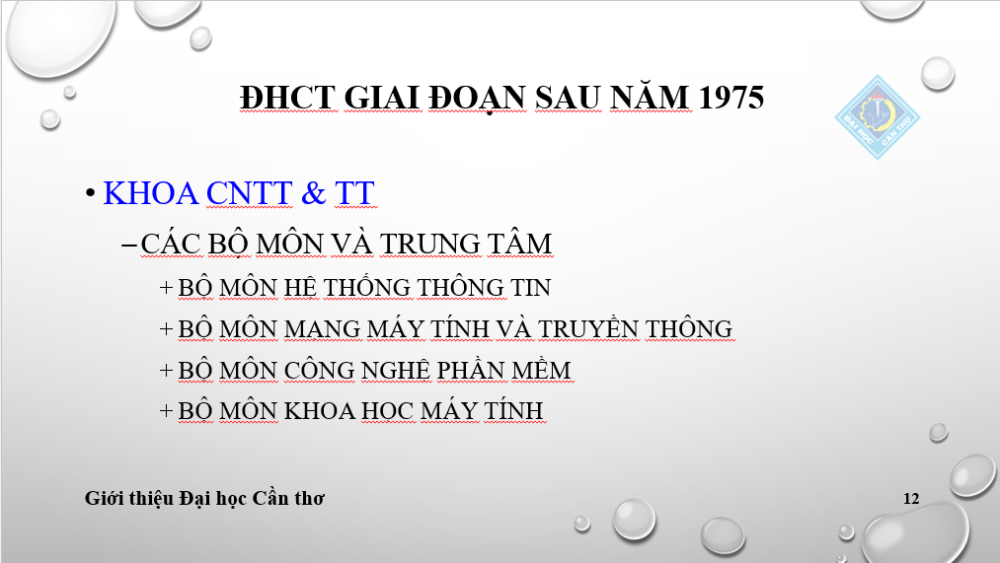 ĐHCT GIAI ĐOẠN SAU NĂM 1975
ĐẠI HỌC CẦN THƠ
• KHOA CNTT & TT
–CÁC BỘ MÔN VÀ TRUNG TÂM
+ BỘ MÔN HỆ THỐNG THÔNG TIN
+ BỘ MÔN MẠNG MÁY TÍNH VÀ TRUYỀN THÔNG
+ BỘ MÔN CÔNG NGHỆ PHẦN MỀM
+ BỘ MÔN KHOA HỌC MÁY TÍNH
Giới thiệu Đại học Cần thơ
12